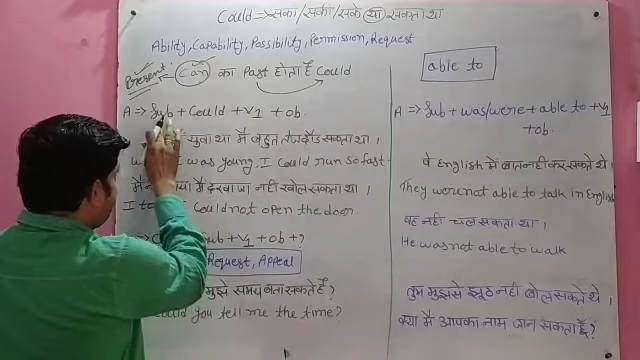 Could => सका/सकी/सके या सकता था
Ability, Capability, Possibility, Permission, Request
Present
Can का Past होता है Could
able to
A => Sub + Could + V1 + ob
युवा था मैं बहुत तेज दौड़ सकता था।
was young, I could run so fast
मैं दरवाजा नहीं खोल सकता था।
I could not open the door
Sub + V1 + ob + ?
Request, Appeal
मुझे समय बता सकते हैं?
you tell me the time?
A => Sub + was/were + able to + V1
+ ob
वे English में बात नहीं कर सकते थे
They were not able to talk in English
वह नहीं चल सकता था।
He was not able to walk
तुम मुझसे झूठ नहीं बोल सकते थे
क्या मैं आपका नाम जान सकता हूँ?